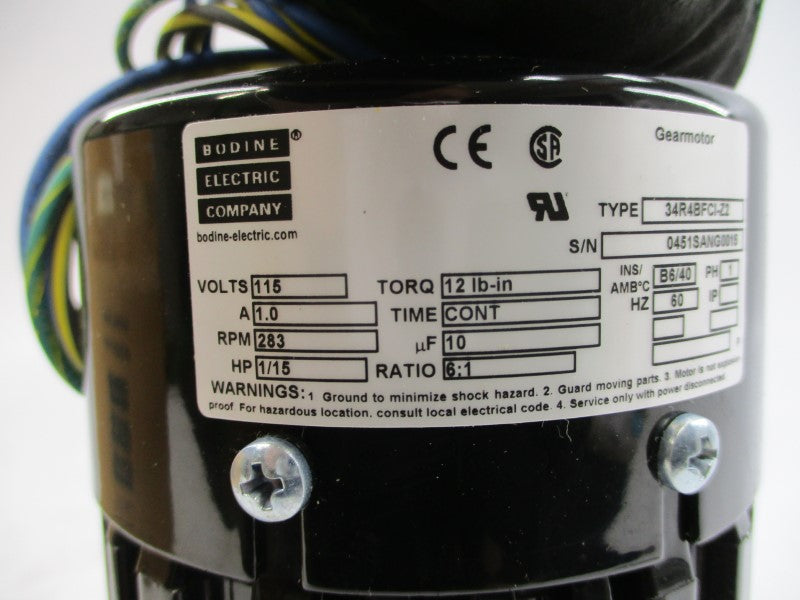 BODINE ®
ELECTRIC
COMPANY
bodine-electric.com
CE SA
Gearmotor
TYPE 34R4BFCI-Z2
S/N
VOLTS 115
TORQ 12 lb-in
INS/AMB°C B6/40
PH 1
A 1.0
TIME CONT
HZ 60
IP
RPM 283
µF 10
HP 1/15
RATIO 6:1
WARNINGS: 1 Ground to minimize shock hazard. 2. Guard moving parts. 3. Motor is not explosion
proof For hazardous location, consult local electrical code. 4. Service only with power disconnected